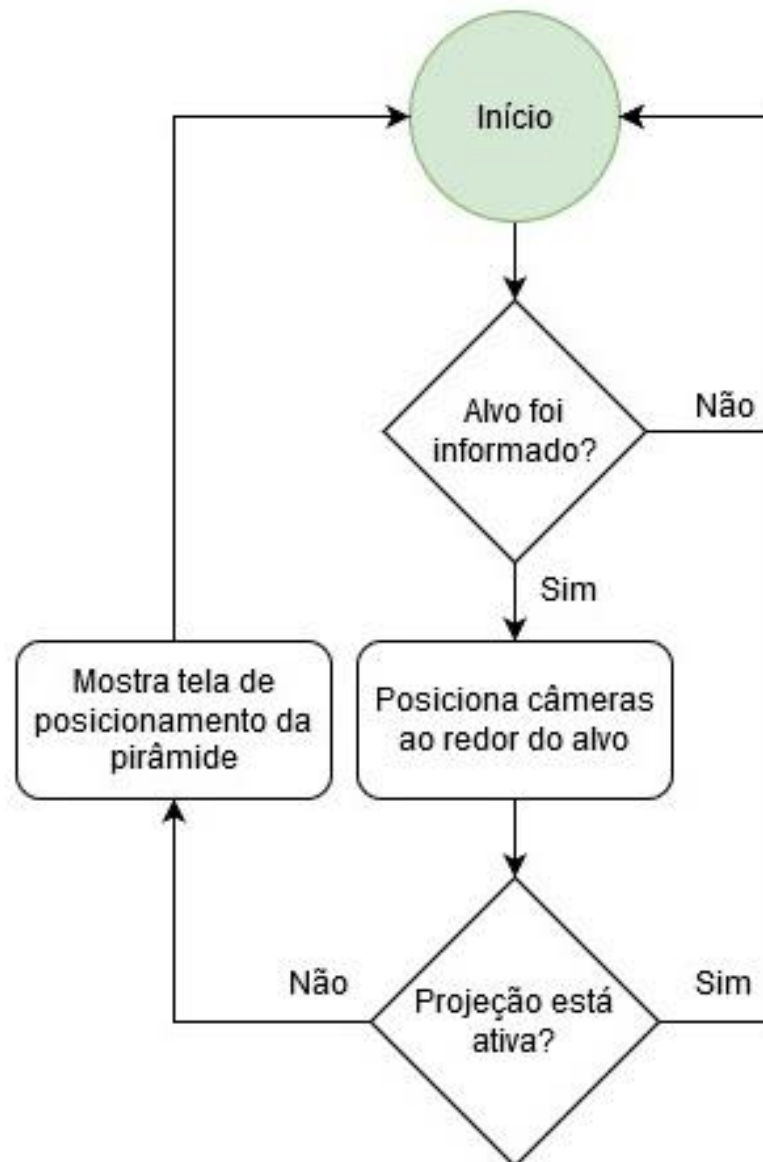 Início
Alvo foi
informado?
Não
Sim
Mostra tela de
posicionamento da
pirâmide
Posiciona câmeras
ao redor do alvo
Não
Projeção está
ativa?
Sim